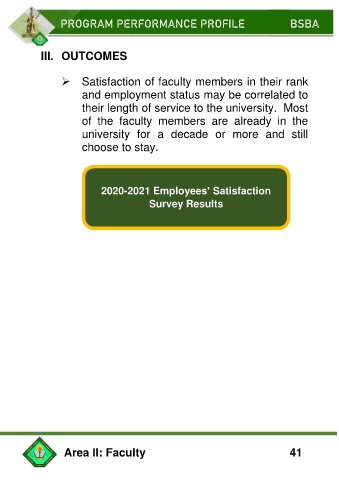 PROGRAM PERFORMANCE PROFILE BSBA
III. OUTCOMES
➢ Satisfaction of faculty members in their rank
and employment status may be correlated to
their length of service to the university. Most
of the faculty members are already in the
university for a decade or more and still
choose to stay.
2020-2021 Employees' Satisfaction
Survey Results
Area II: Faculty 41